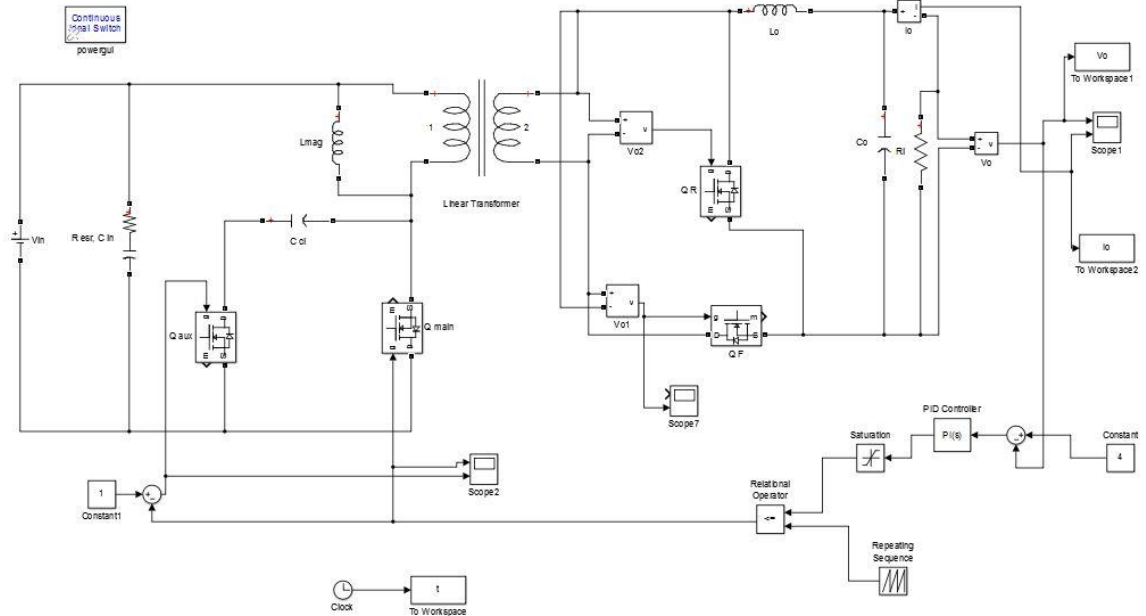 Continuous
powergui
Vin
R esr, C in
Lmag
C cl
Q aux
Q main
1
2
Linear Transformer
Vo2
v
Q R
Vo1
v
g
m
D
S
Q F
Scope7
Lo
Io
Co
Rl
v
Vo
Vo
To Workspace1
Scope1
Io
To Workspace2
PID Controller
PI(s)
Saturation
Constant
4
Relational
Operator
<=
Repeating
Sequence
1
Constant1
Scope2
Clock
t
To Workspace